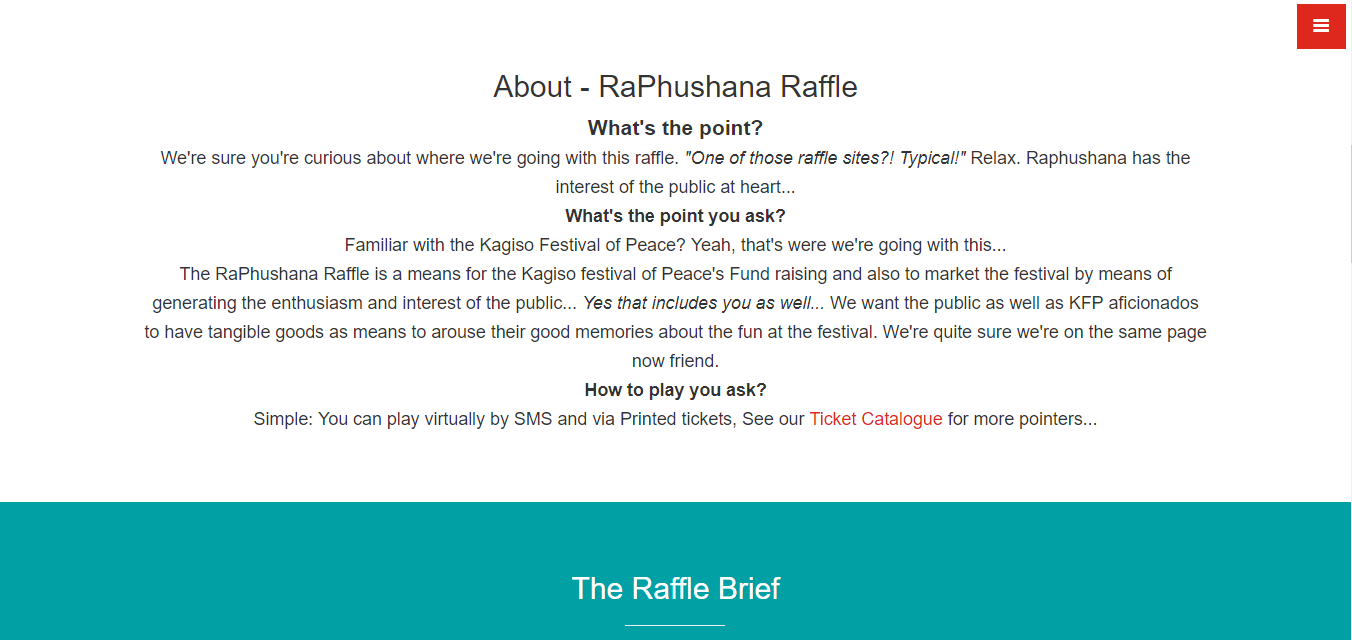 About - RaPhushana Raffle
What's the point?
We're sure you're curious about where we're going with this raffle. "One of those raffle sites?! Typical!" Relax. Raphushana has the
interest of the public at heart...
What's the point you ask?
Familiar with the Kagiso Festival of Peace? Yeah, that's were we're going with this...
The RaPhushana Raffle is a means for the Kagiso festival of Peace's Fund raising and also to market the festival by means of
generating the enthusiasm and interest of the public... Yes that includes you as well... We want the public as well as KFP aficionados
to have tangible goods as means to arouse their good memories about the fun at the festival. We're quite sure we're on the same page
now friend.
How to play you ask?
Simple: You can play virtually by SMS and via Printed tickets, See our Ticket Catalogue for more pointers...
The Raffle Brief